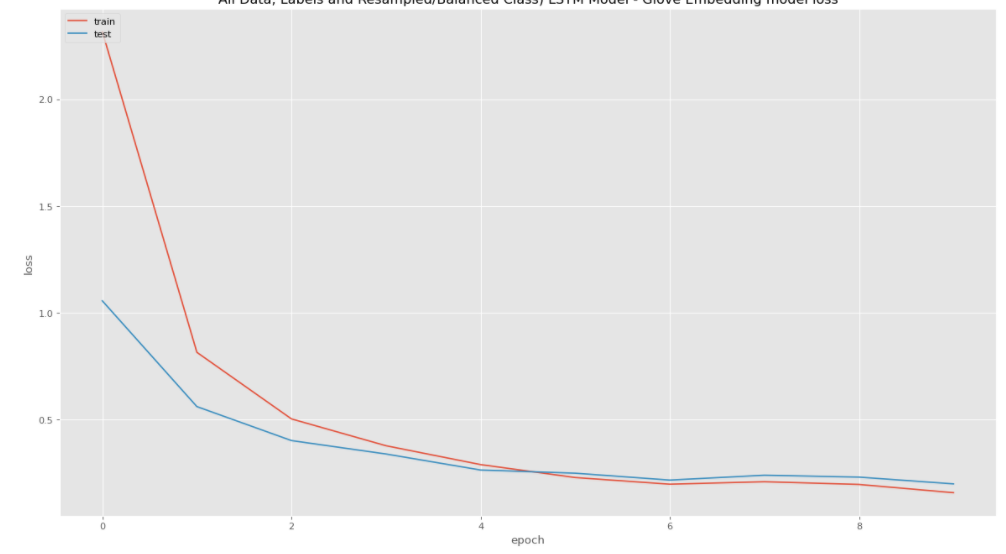 All Data, Labels and Resampled/Balanced Class) LSTM Model - Glove Embedding model loss
train
test
2.0
1.5
1.0
0.5
loss
0
2
4
6
8
epoch